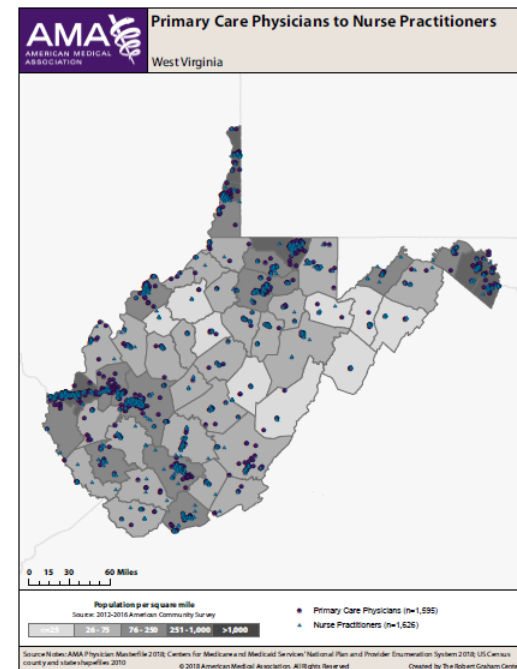 AMA
AMERICAN MEDICAL
ASSOCIATION
Primary Care Physicians to Nurse Practitioners
West Virginia
0 15 30 60 Miles
Population per square mile
Source: 2012-2016 American Community Survey
<=25 26 - 75 76 - 250 251 - 1,000 >1,000
Primary Care Physicians (n=1,595)
Nurse Practitioners (n=1,626)
Source Notes: AMA Physician Masterfile 2018; Centers for Medicare and Medicaid Services' National Plan and Provider Enumeration System 2018; US Census
county and state shapefiles 2010
© 2018 American Medical Association. All Rights Reserved
Created by The Robert Graham Center